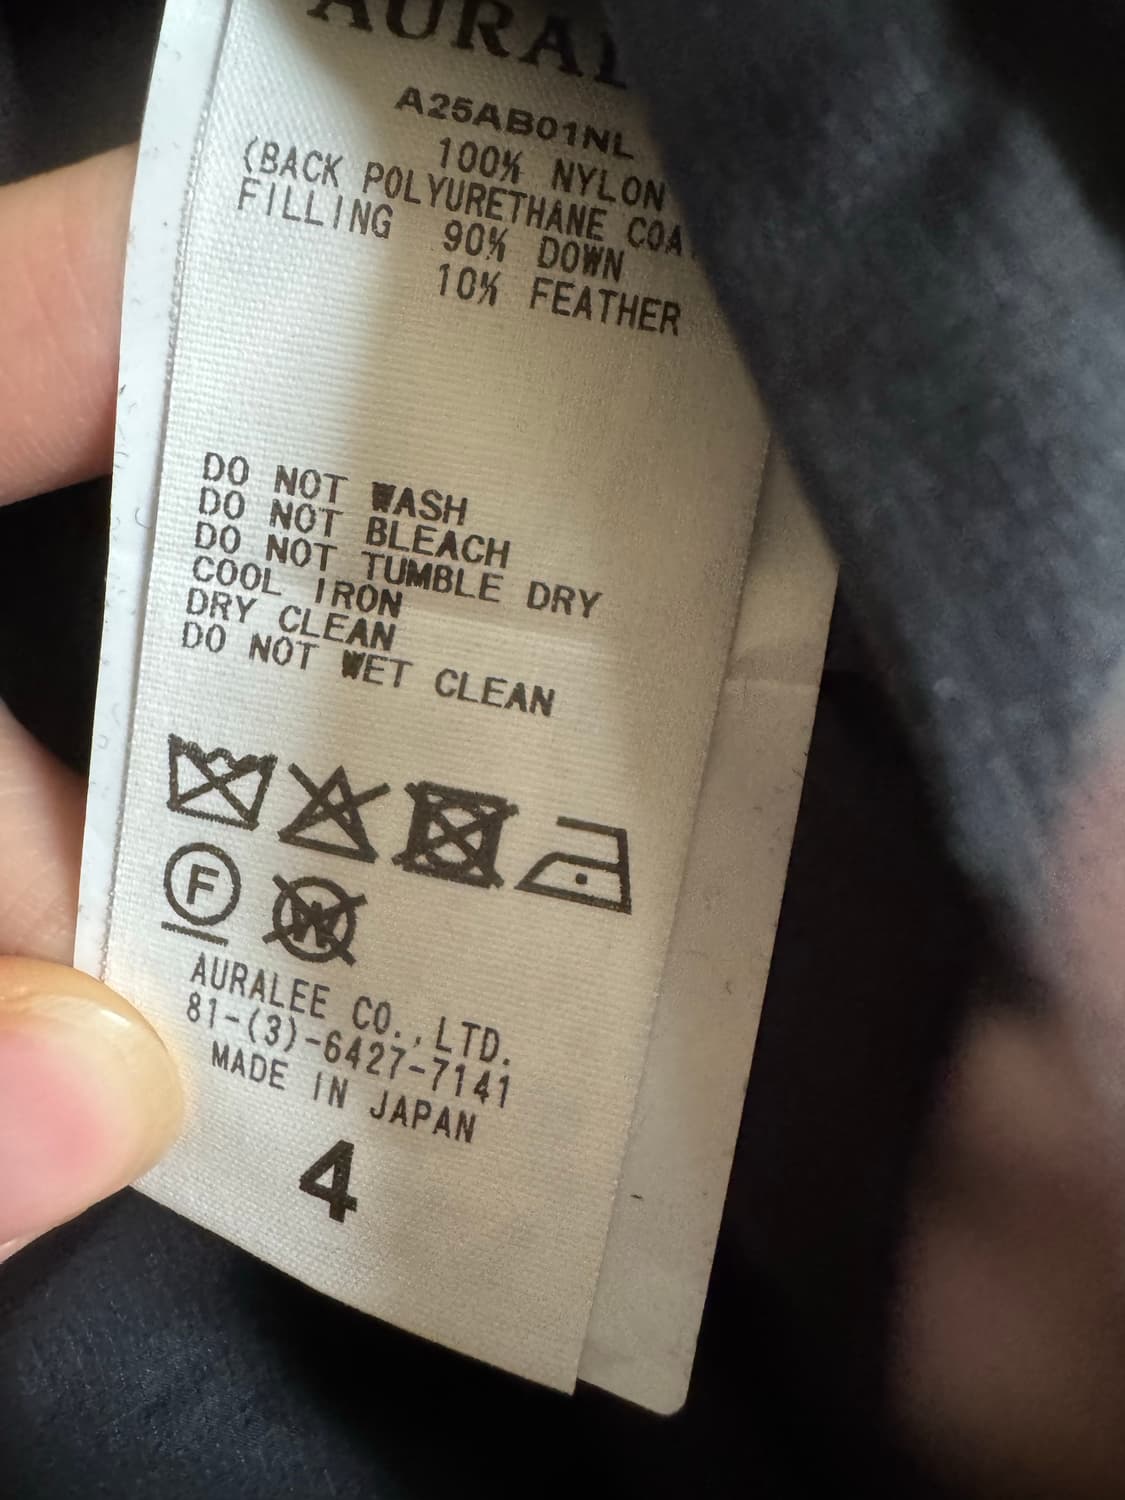 A25AB01NL
100% NYLON
(BACK POLYURETHANE
FILLING 90% DOWN
10% FEATHER
DO NOT WASH
DO NOT BLEACH
DO NOT TUMBLE DRY
COOL IRON
DRY CLEAN
DO NOT WET CLEAN
F W
AURALEE CO.,LTD.
81-(3)-6427-7141
MADE IN JAPAN
4